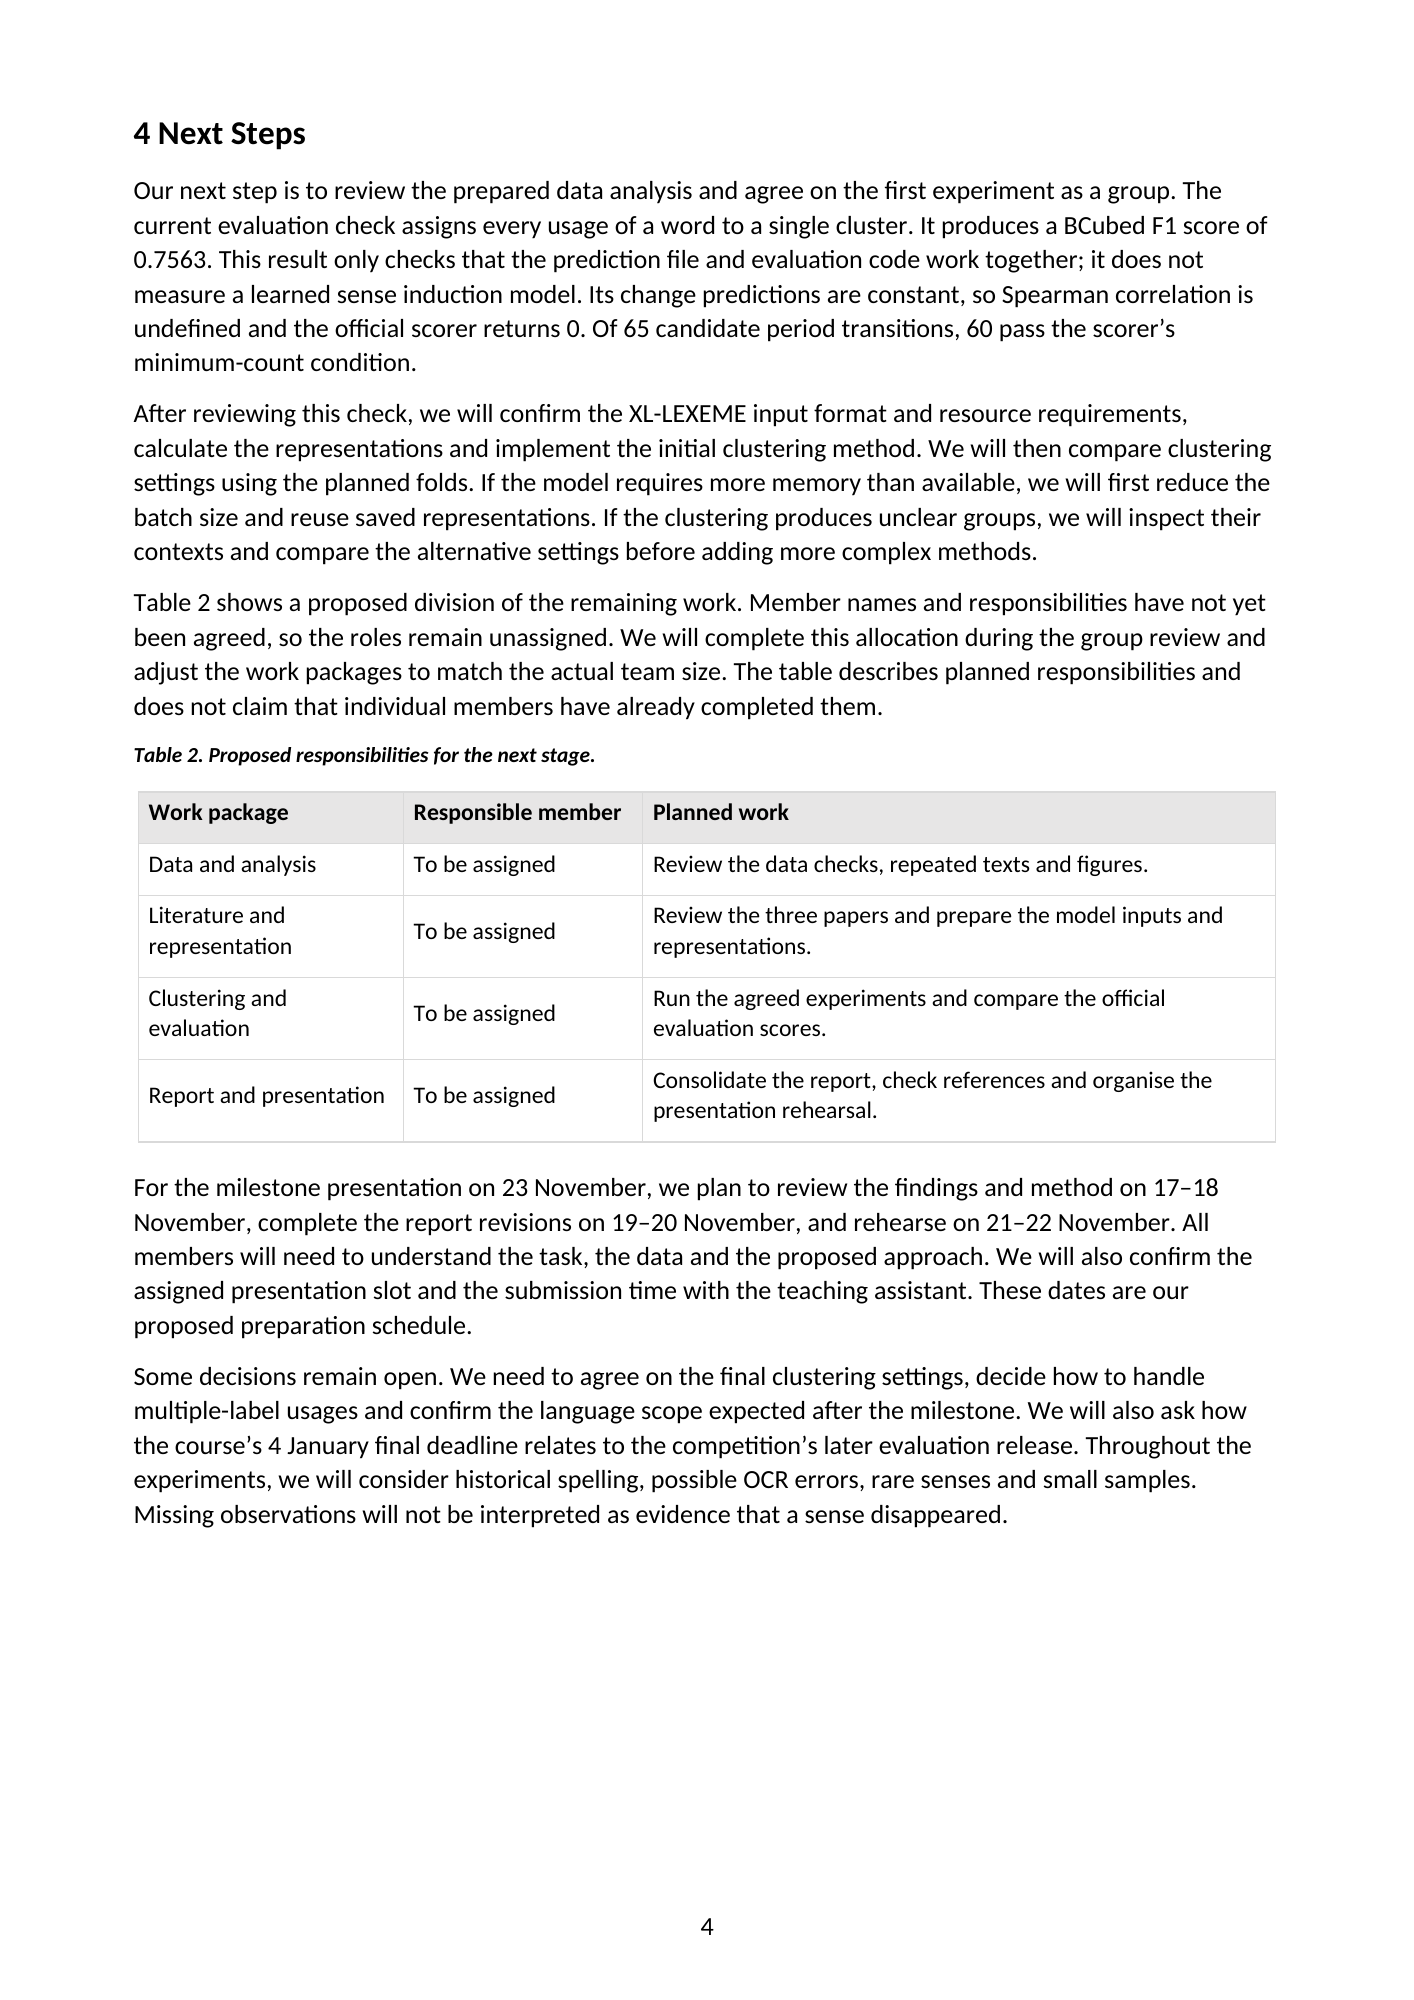 4 Next Steps
Our next step is to review the prepared data analysis and agree on the first experiment as a group. The
current evaluation check assigns every usage of a word to a single cluster. It produces a BCubed F1 score of
0.7563. This result only checks that the prediction file and evaluation code work together; it does not
measure a learned sense induction model. Its change predictions are constant, so Spearman correlation is
undefined and the official scorer returns 0. Of 65 candidate period transitions, 60 pass the scorer’s
minimum-count condition.
After reviewing this check, we will confirm the XL-LEXEME input format and resource requirements,
calculate the representations and implement the initial clustering method. We will then compare clustering
settings using the planned folds. If the model requires more memory than available, we will first reduce the
batch size and reuse saved representations. If the clustering produces unclear groups, we will inspect their
contexts and compare the alternative settings before adding more complex methods.
Table 2 shows a proposed division of the remaining work. Member names and responsibilities have not yet
been agreed, so the roles remain unassigned. We will complete this allocation during the group review and
adjust the work packages to match the actual team size. The table describes planned responsibilities and
does not claim that individual members have already completed them.
Table 2. Proposed responsibilities for the next stage.
Work package Responsible member Planned work
Data and analysis To be assigned Review the data checks, repeated texts and figures.
Literature and
representation
To be assigned
Review the three papers and prepare the model inputs and
representations.
Clustering and
evaluation
To be assigned
Run the agreed experiments and compare the official
evaluation scores.
Report and presentation
To be assigned
Consolidate the report, check references and organise the
presentation rehearsal.
For the milestone presentation on 23 November, we plan to review the findings and method on 17–18
November, complete the report revisions on 19–20 November, and rehearse on 21–22 November. All
members will need to understand the task, the data and the proposed approach. We will also confirm the
assigned presentation slot and the submission time with the teaching assistant. These dates are our
proposed preparation schedule.
Some decisions remain open. We need to agree on the final clustering settings, decide how to handle
multiple-label usages and confirm the language scope expected after the milestone. We will also ask how
the course’s 4 January final deadline relates to the competition’s later evaluation release. Throughout the
experiments, we will consider historical spelling, possible OCR errors, rare senses and small samples.
Missing observations will not be interpreted as evidence that a sense disappeared.
4